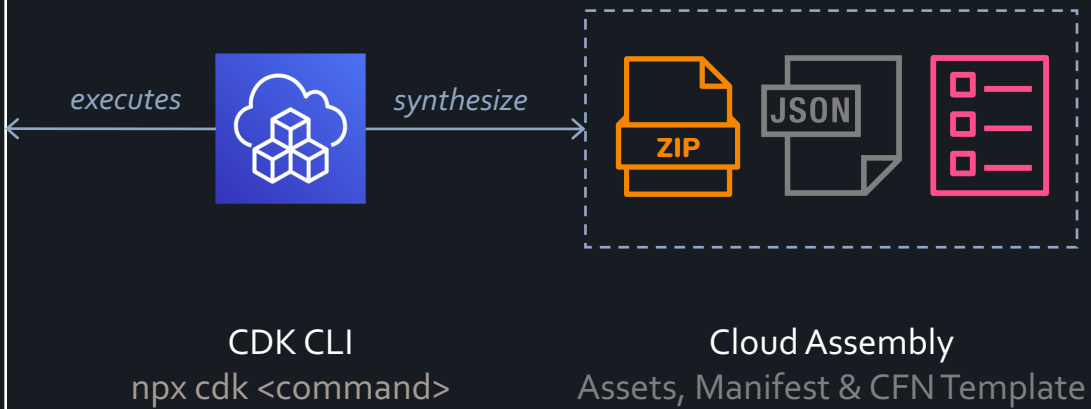 executes
synthesize
ZIP
JSON
CDK CLI
npx cdk <command>
Cloud Assembly
Assets, Manifest & CFN Template